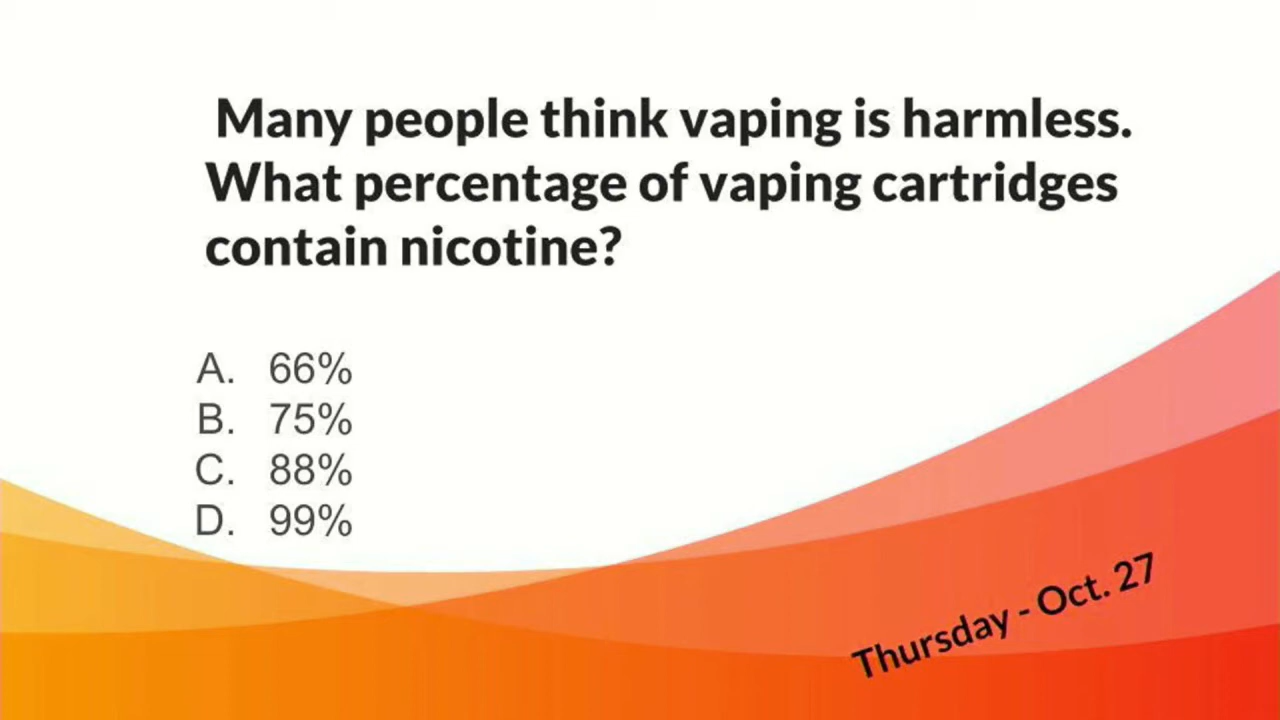 Many people think vaping is harmless.
What percentage of vaping cartridges
contain nicotine?
A. 66%
B. 75%
C. 88%
D. 99%
Thursday - Oct. 27